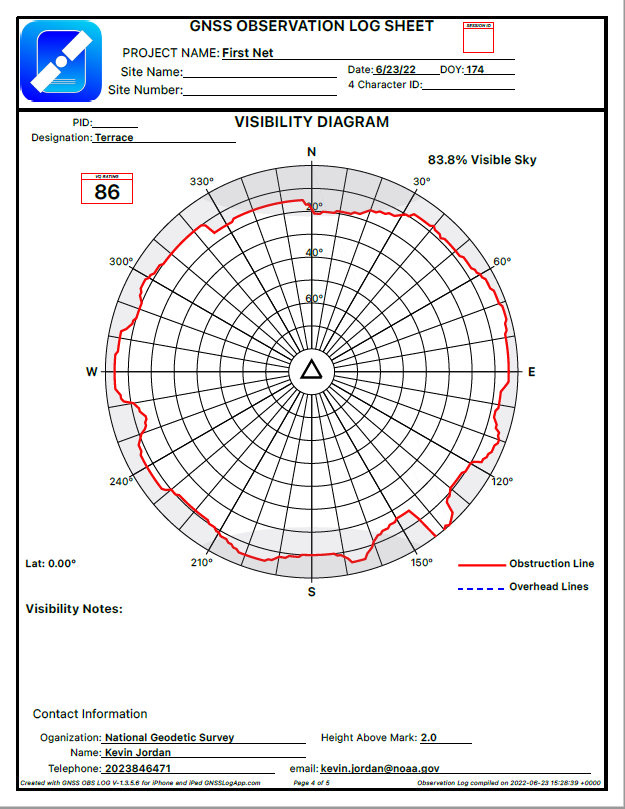 GNSS OBSERVATION LOG SHEET
SESSION ID
PROJECT NAME: First Net
Site Name:
Date: 6/23/22 DOY: 174
Site Number:
4 Character ID:
PID:
VISIBILITY DIAGRAM
Designation: Terrace
N
83.8% Visible Sky
VQ RATING
86
330°
30°
20°
300°
40°
60°
60°
W
E
240°
120°
210°
150°
S
Lat: 0.00°
Obstruction Line
Overhead Lines
Visibility Notes:
Contact Information
Oganization: National Geodetic Survey
Height Above Mark: 2.0
Name: Kevin Jordan
Telephone: 2023846471
email: kevin.jordan@noaa.gov
Created with GNSS OBS LOG V-1.3.5.6 for iPhone and iPad GNSSLogApp.com
Page 4 of 5
Observation Log compiled on 2022-06-23 15:28:39 +0000